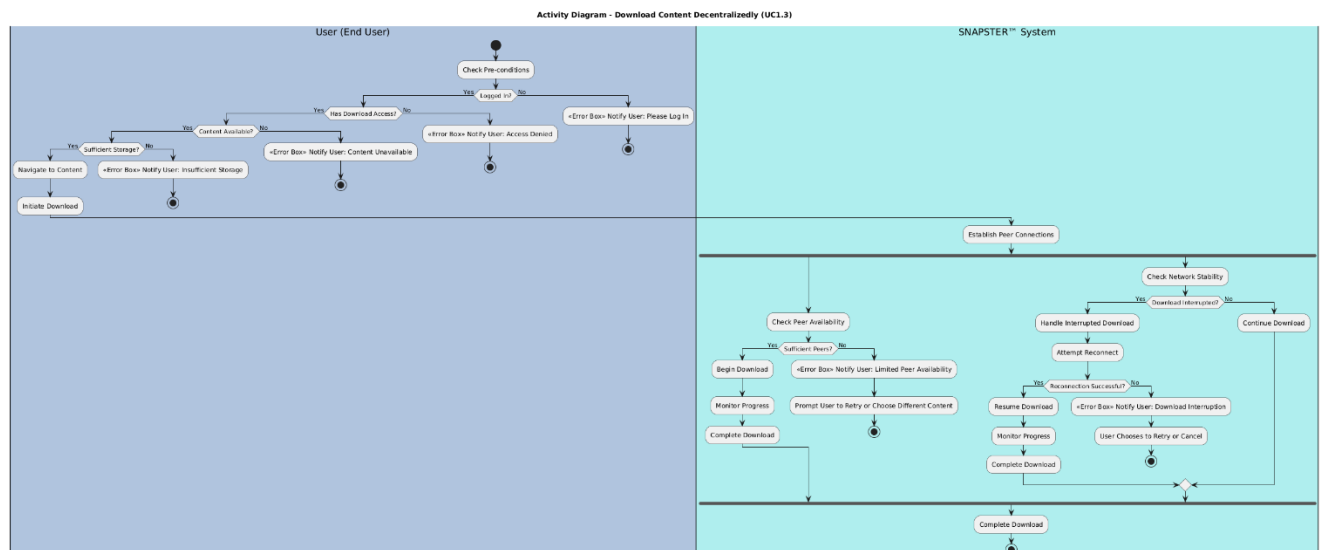 Activity Diagram - Download Content Decentralizedly (UC1.3)
User (End User)
SNAPSTER™ System
Check Pre-conditions
Yes
Logged In?
No
Yes
Has Download Access?
No
«Error Box» Notify User: Please Log In
Yes
Content Available?
No
«Error Box» Notify User: Access Denied
Yes
Sufficient Storage?
No
«Error Box» Notify User: Content Unavailable
Navigate to Content
«Error Box» Notify User: Insufficient Storage
Initiate Download
Establish Peer Connections
Check Network Stability
Yes
Download Interrupted?
No
Check Peer Availability
Handle Interrupted Download
Continue Download
Yes
Sufficient Peers?
No
Attempt Reconnect
Begin Download
«Error Box» Notify User: Limited Peer Availability
Yes
Reconnection Successful?
No
Monitor Progress
Prompt User to Retry or Choose Different Content
Resume Download
«Error Box» Notify User: Download Interruption
Complete Download
Monitor Progress
User Chooses to Retry or Cancel
Complete Download
Complete Download